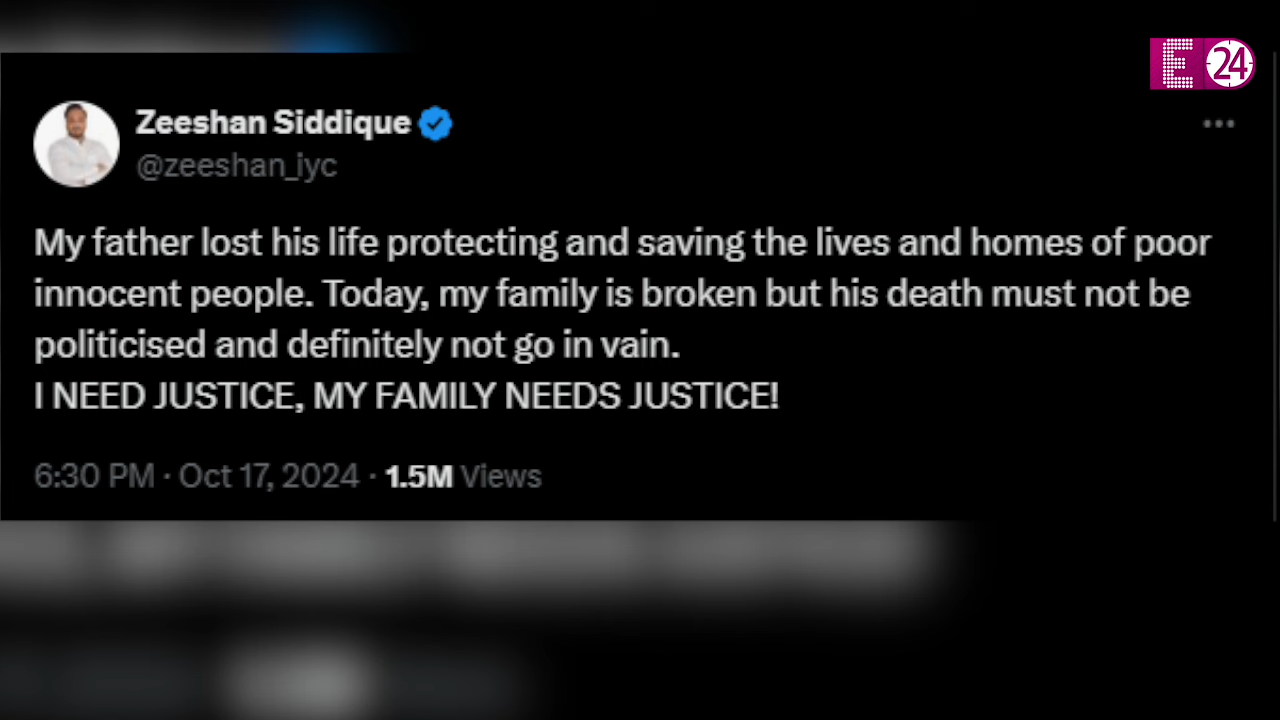 E 24
Zeeshan Siddique
@zeeshan_iyc
My father lost his life protecting and saving the lives and homes of poor
innocent people. Today, my family is broken but his death must not be
politicised and definitely not go in vain.
I NEED JUSTICE, MY FAMILY NEEDS JUSTICE!
6:30 PM · Oct 17, 2024 · 1.5M Views